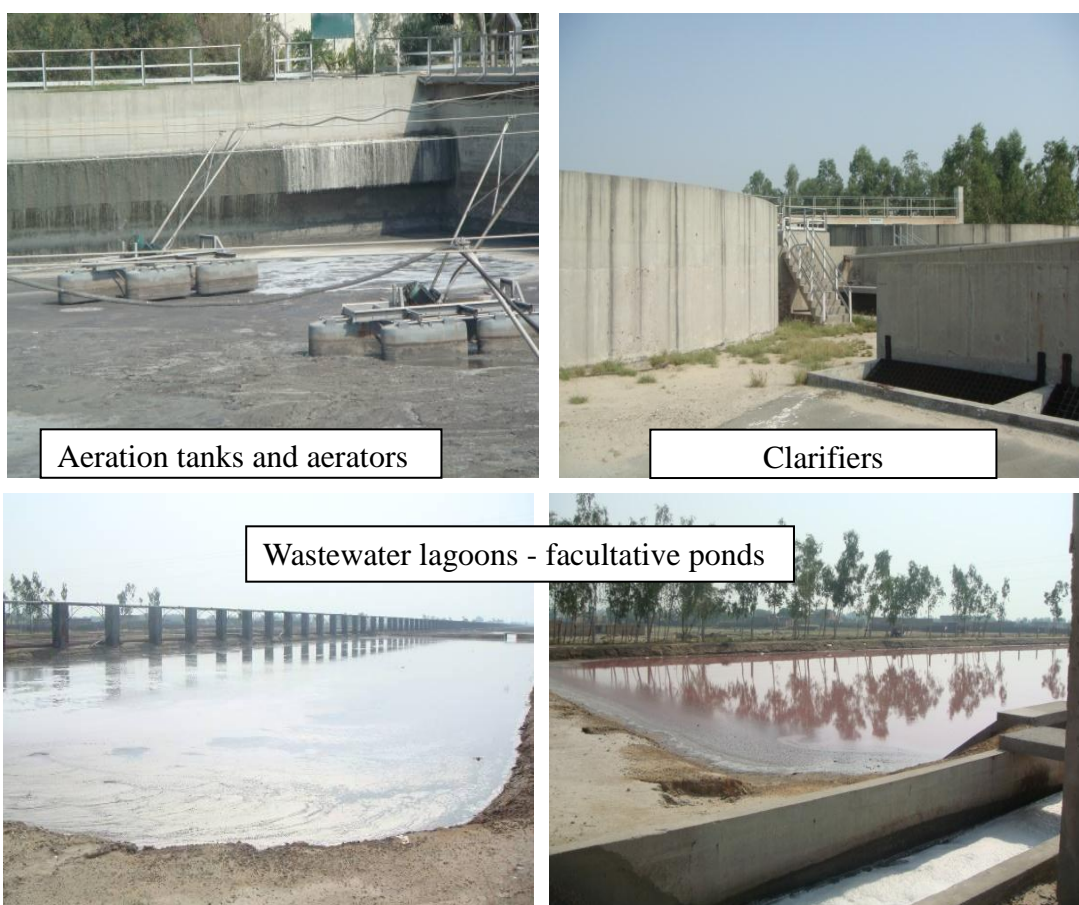 Aeration tanks and aerators
Clarifiers
Wastewater lagoons - facultative ponds